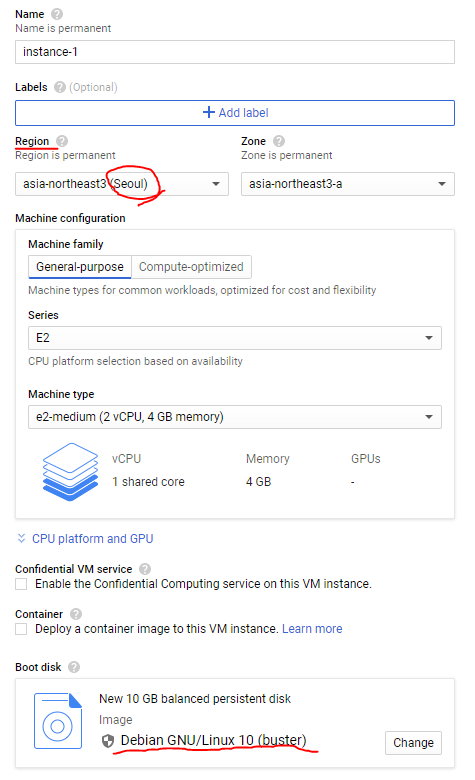 Name
Name is permanent
instance-1
Labels (Optional)
Add label
Region
Region is permanent
asia-northeast3 (Seoul)
Zone
Zone is permanent
asia-northeast3-a
Machine configuration
Machine family
General-purpose
Compute-optimized
Machine types for common workloads, optimized for cost and flexibility
Series
E2
CPU platform selection based on availability
Machine type
e2-medium (2 vCPU, 4 GB memory)
vCPU Memory GPUs
1 shared core 4 GB -
CPU platform and GPU
Confidential VM service
Enable the Confidential Computing service on this VM instance.
Container
Deploy a container image to this VM instance. Learn more
Boot disk
New 10 GB balanced persistent disk
Image
Debian GNU/Linux 10 (buster)
Change